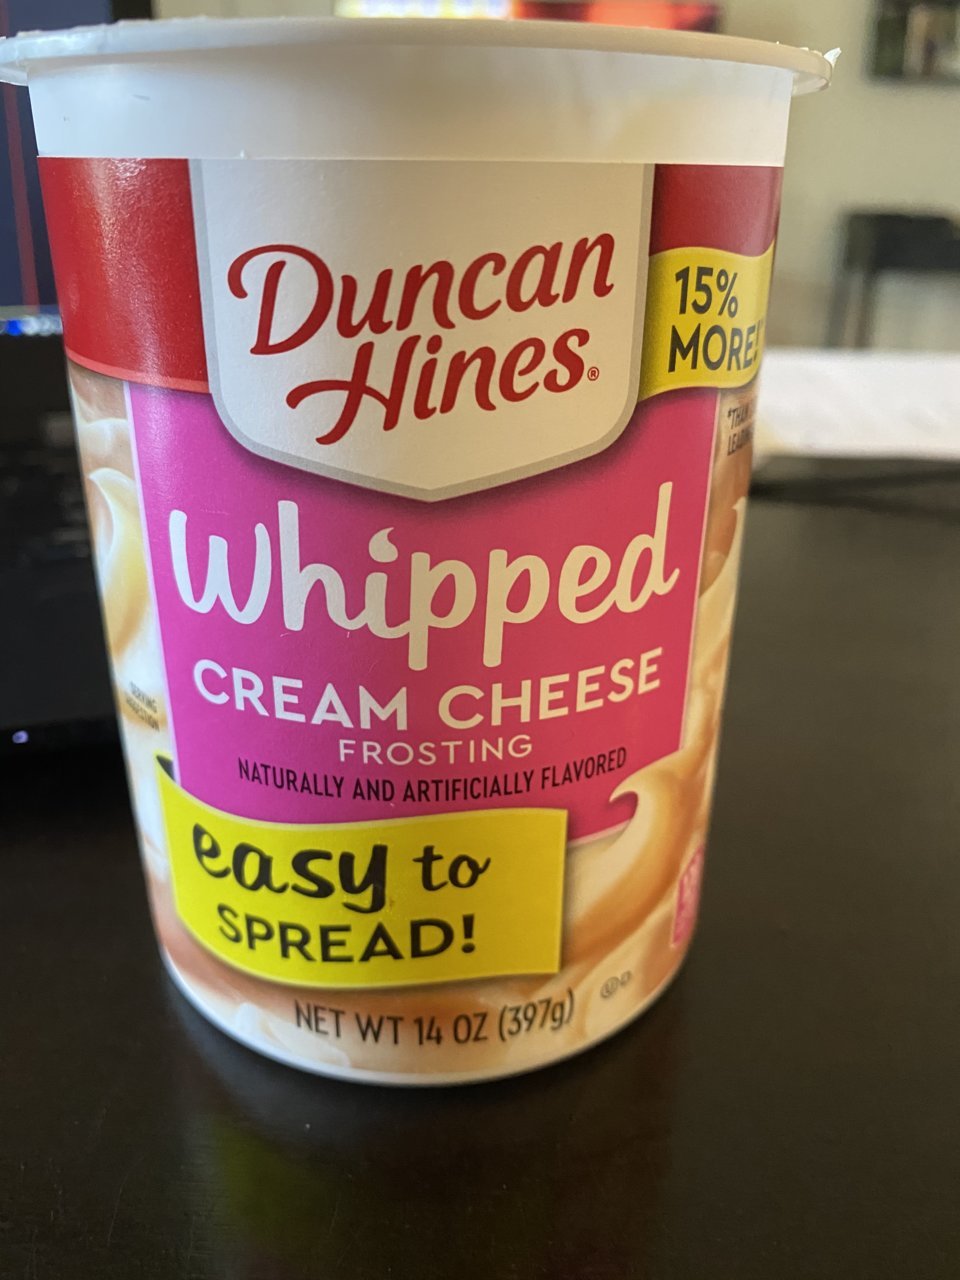 Duncan
Hines®
15%
MORE!
Whipped
CREAM CHEESE
FROSTING
NATURALLY AND ARTIFICIALLY FLAVORED
easy to
SPREAD!
NET WT 14 OZ (397g)